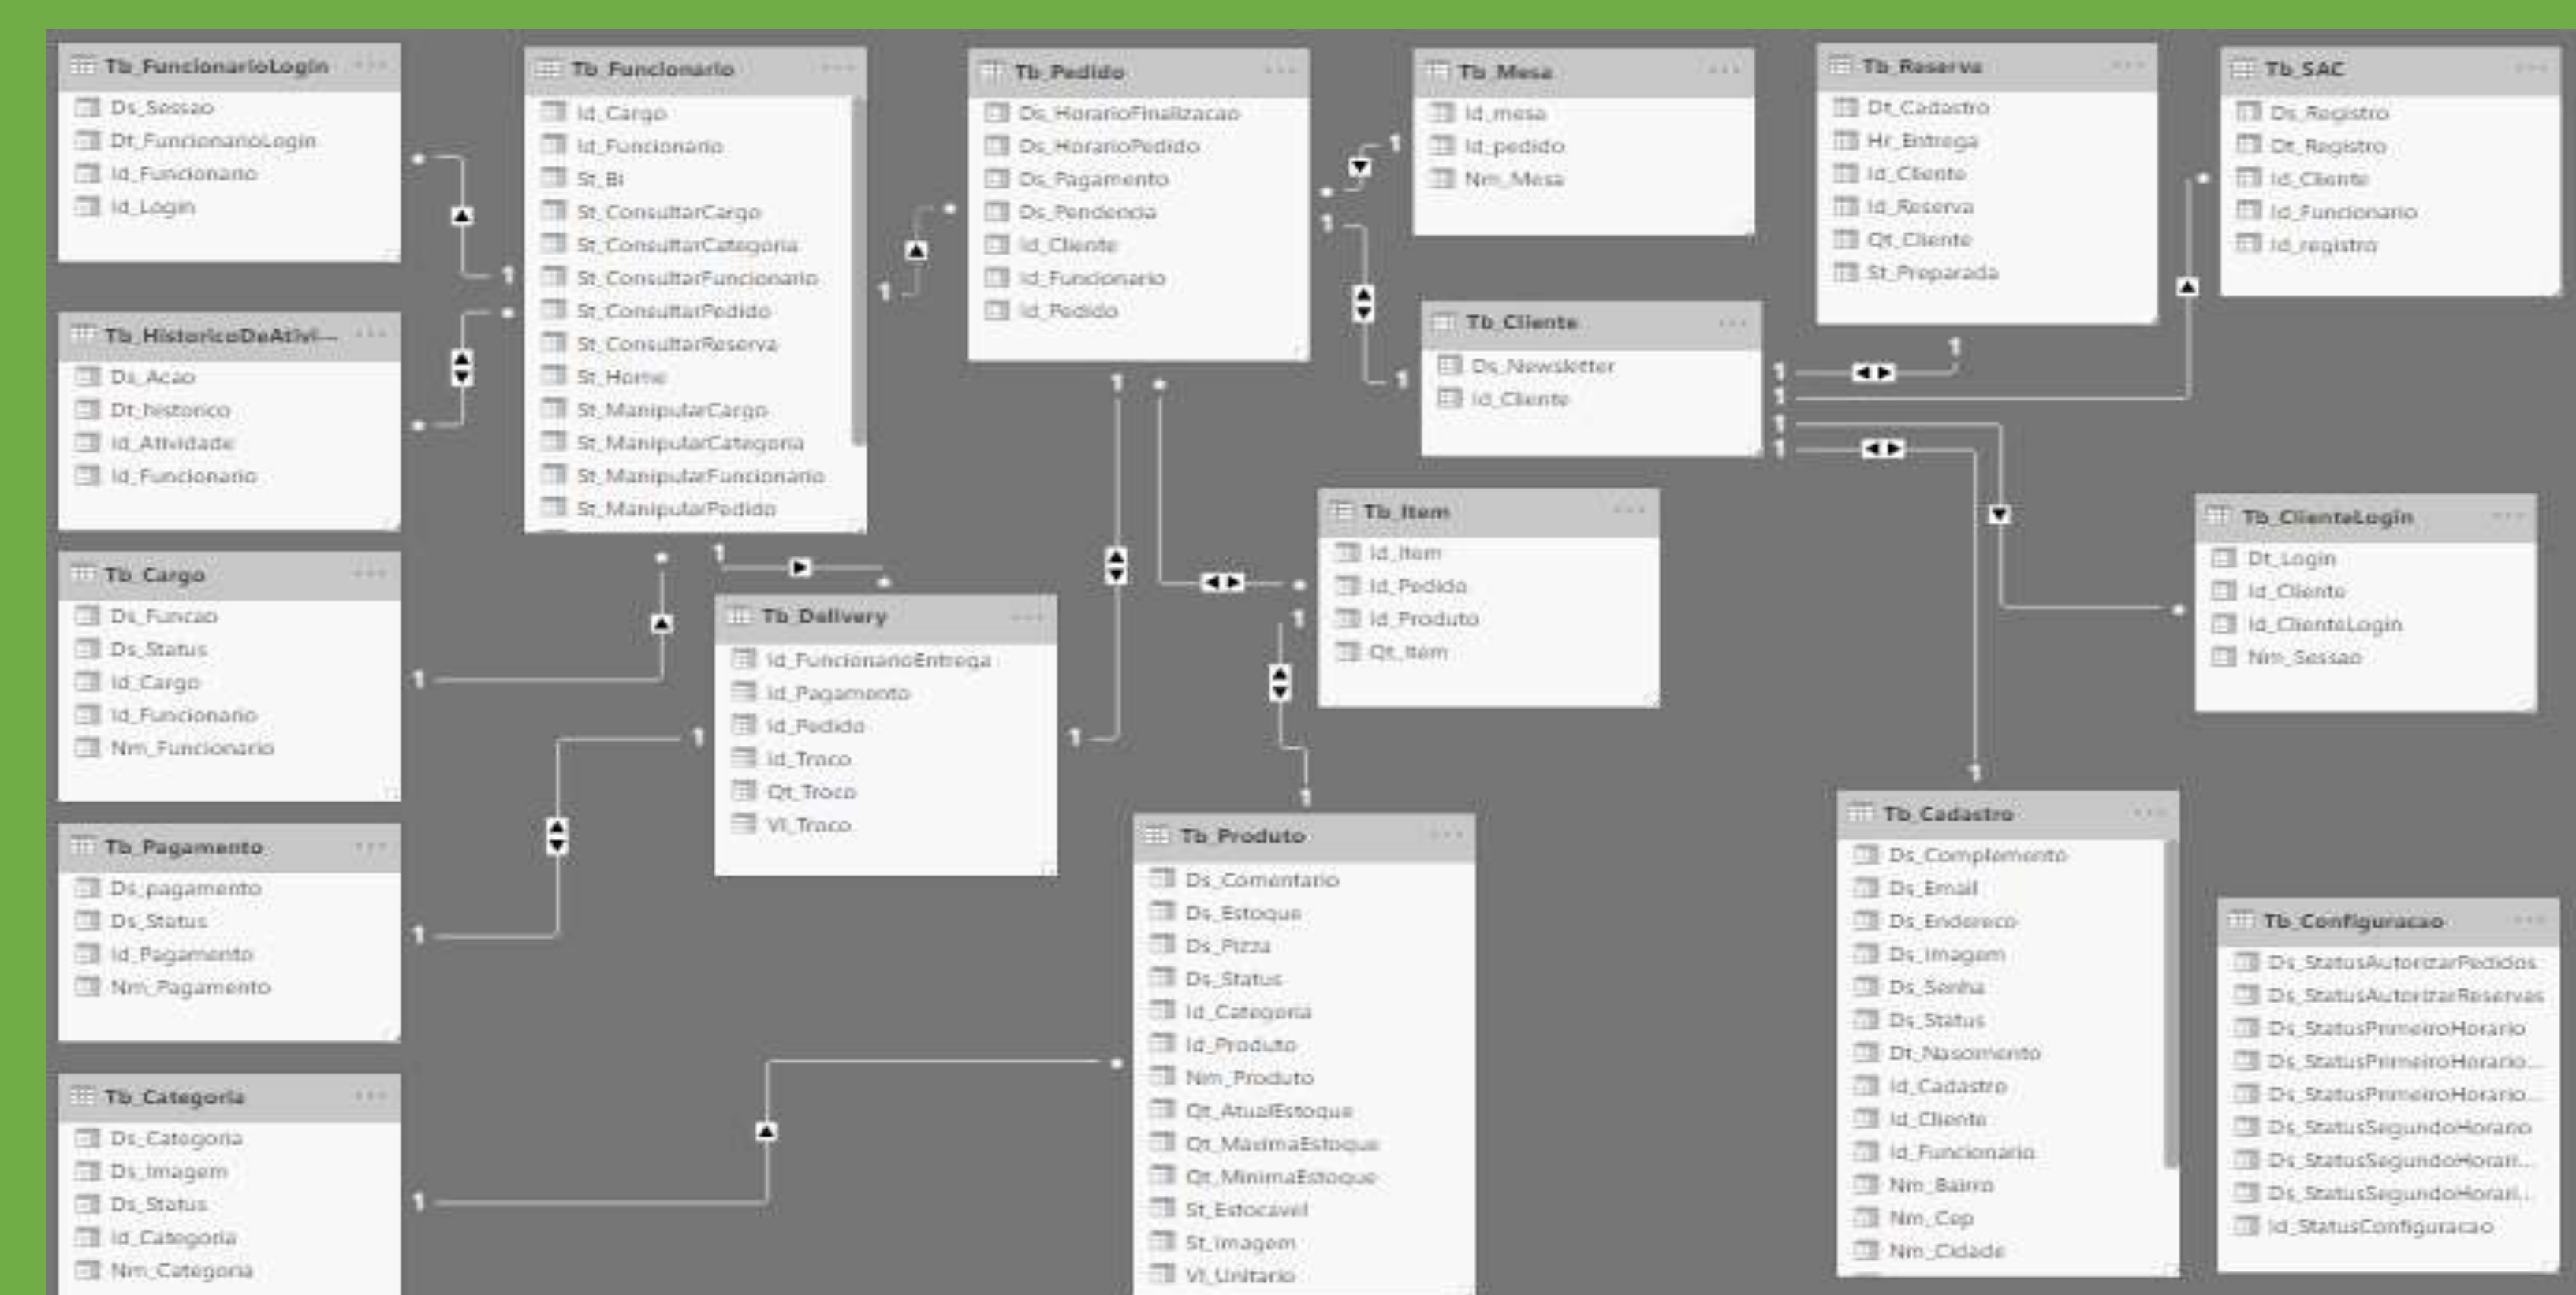 Tb_FuncionarioLogin
Ds_Sessao
Dt_FuncionarioLogin
Id_Funcionario
Id_Login
Tb_HistoricoDeAtivi...
Ds_Acao
Dt_historico
Id_Atividade
Id_Funcionario
Tb_Cargo
Ds_Funcao
Ds_Status
Id_Cargo
Id_Funcionario
Nm_Funcionario
Tb_Pagamento
Ds_pagamento
Ds_Status
Id_Pagamento
Nm_Pagamento
Tb_Categoria
Ds_Categoria
Ds_Imagem
Ds_Status
Id_Categoria
Nm_Categoria
Tb_Funcionario
Id_Cargo
Id_Funcionario
St_Bi
St_ConsultarCargo
St_ConsultarCategoria
St_ConsultarFuncionario
St_ConsultarPedido
St_ConsultarReserva
St_Home
St_ManipularCargo
St_ManipularCategoria
St_ManipularFuncionario
St_ManipularPedido
Tb_Delivery
Id_FuncionarioEntrega
Id_Pagamento
Id_Pedido
Id_Troco
Qt_Troco
Vl_Troco
Tb_Pedido
Ds_HorarioFinalizacao
Ds_HorarioPedido
Ds_Pagamento
Ds_Pendencia
Id_Cliente
Id_Funcionario
Id_Pedido
Tb_Mesa
Id_mesa
Id_pedido
Nm_Mesa
Tb_Cliente
Ds_Newsletter
Id_Cliente
Tb_Item
Id_Item
Id_Pedido
Id_Produto
Qt_Item
Tb_Produto
Ds_Comentario
Ds_Estoque
Ds_Pizza
Ds_Status
Id_Categoria
Id_Produto
Nm_Produto
Qt_AtualEstoque
Qt_MaximaEstoque
Qt_MinimaEstoque
St_Estocavel
St_Imagem
Vl_Unitario
Tb_Reserva
Dt_Cadastro
Hr_Entrega
Id_Cliente
Id_Reserva
Qt_Cliente
St_Preparada
Tb_SAC
Ds_Registro
Dt_Registro
Id_Cliente
Id_Funcionario
Id_registro
Tb_ClienteLogin
Dt_Login
Id_Cliente
Id_ClienteLogin
Nm_Sessao
Tb_Cadastro
Ds_Complemento
Ds_Email
Ds_Endereco
Ds_Imagem
Ds_Senha
Ds_Status
Dt_Nascimento
Id_Cadastro
Id_Cliente
Id_Funcionario
Nm_Bairro
Nm_Cep
Nm_Cidade
Tb_Configuracao
Ds_StatusAutorizarPedidos
Ds_StatusAutorizarReservas
Ds_StatusPrimeiroHorario
Ds_StatusPrimeiroHorario...
Ds_StatusPrimeiroHorario...
Ds_StatusSegundoHorario
Ds_StatusSegundoHorari...
Ds_StatusSegundoHorari...
Id_StatusConfiguracao